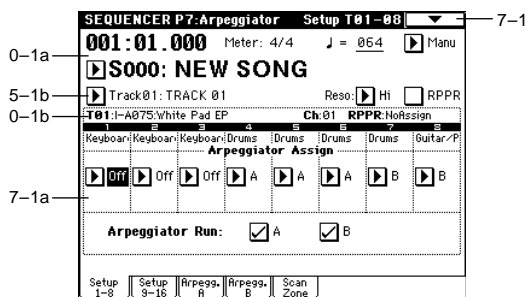 SEQUENCER P7:Arpeggiator Setup T01-08
7-1
001:01.000 Meter: 4/4 ♩ = 064 Manu
0-1a
S000: NEW SONG
5-1b
Track01: TRACK 01 Reso: Hi RPPR
0-1b
T01:I-A075:White Pad EP Ch:01 RPPR:NoAssign
1 2 3 4 5 6 7 8
Keyboar Keyboar Keyboar Drums Drums Drums Drums Guitar/P
Arpeggiator Assign
Off Off Off A A A B B
7-1a
Arpeggiator Run: A B
Setup 1-8 Setup 9-16 Arpegg. A Arpegg. B Scan Zone